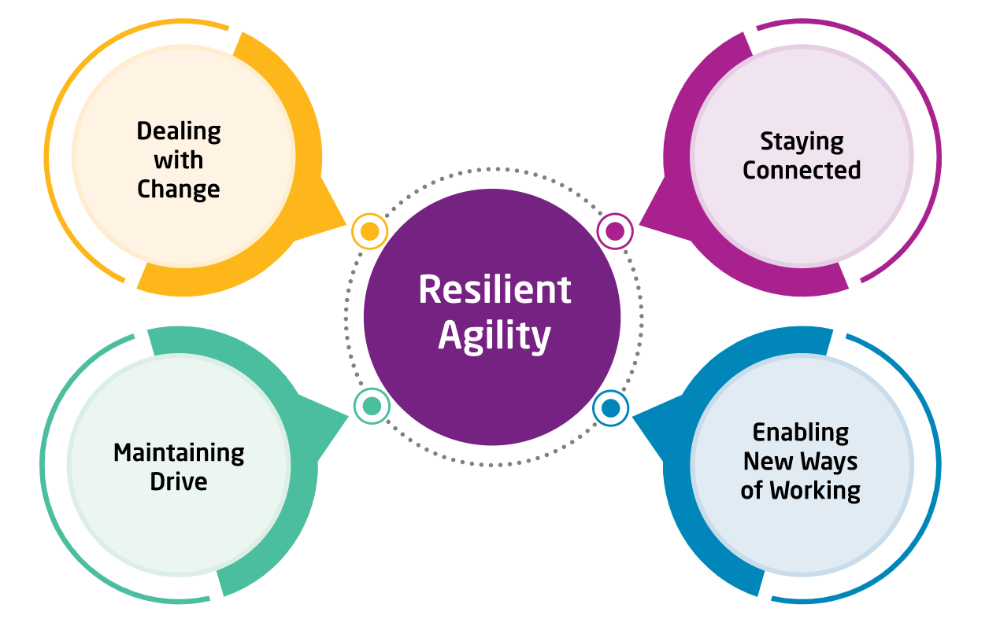 Dealing
with
Change
Staying
Connected
Resilient
Agility
Maintaining
Drive
Enabling
New Ways
of Working